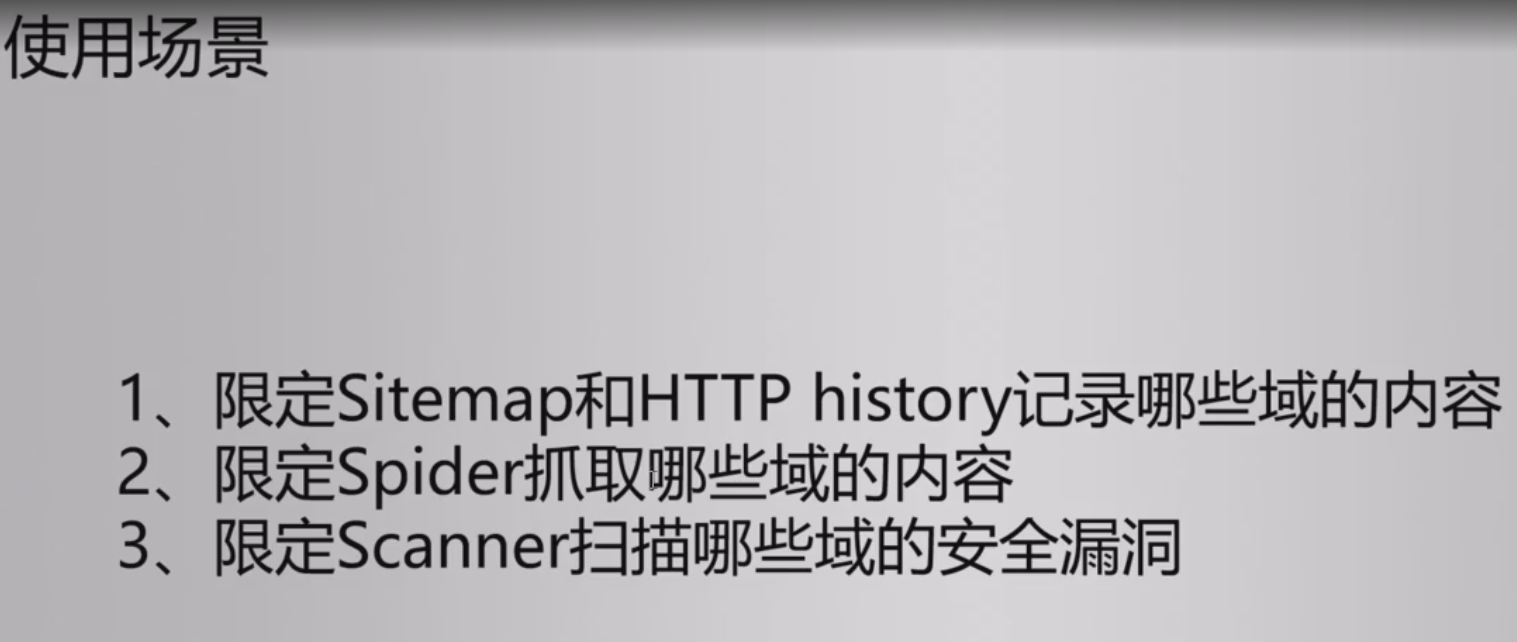 使用场景
1、限定Sitemap和HTTP history记录哪些域的内容
2、限定Spider抓取哪些域的内容
3、限定Scanner扫描哪些域的安全漏洞